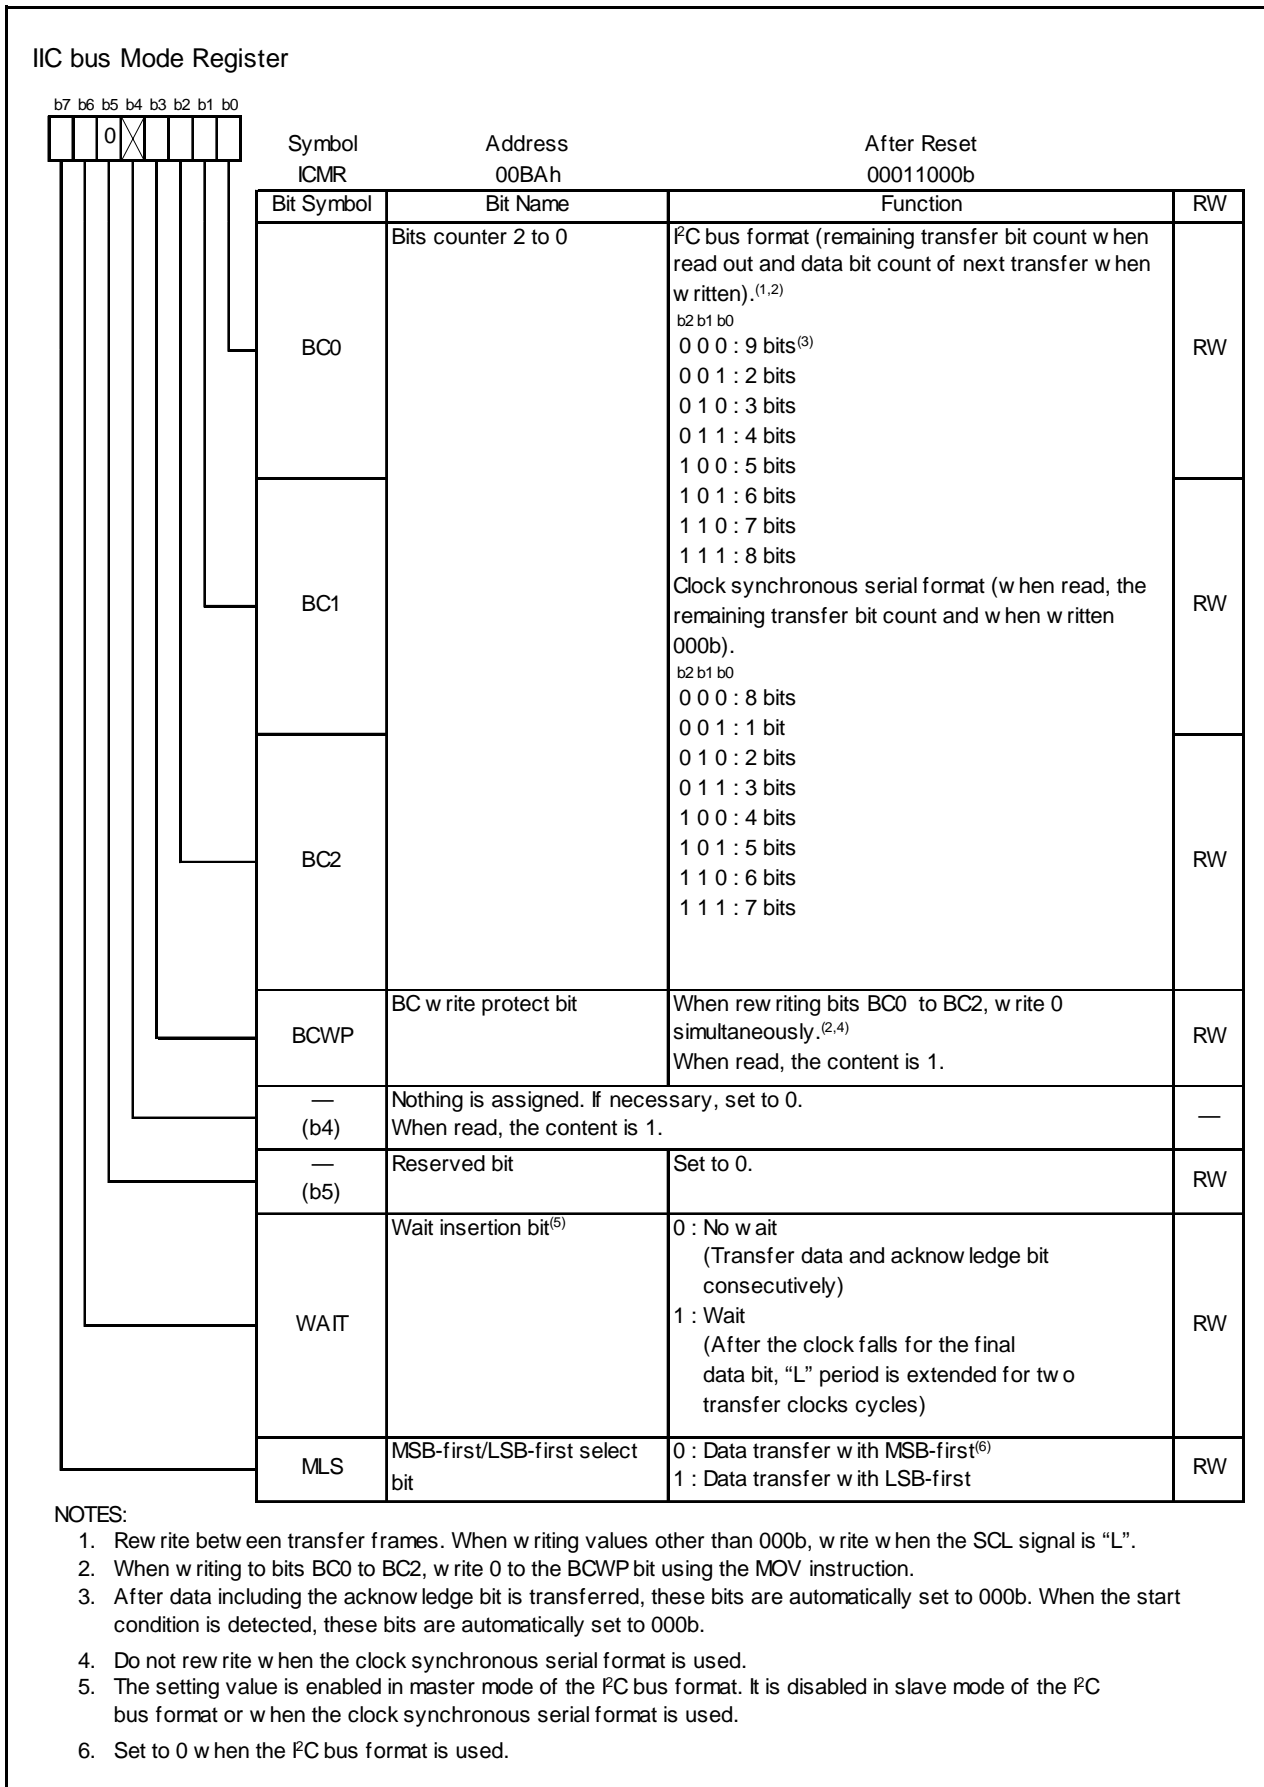 IIC bus Mode Register
b7 b6 b5 b4 b3 b2 b1 b0
0
Symbol Address After Reset
ICMR 00BAh 00011000b
Bit Symbol Bit Name Function RW
Bits counter 2 to 0 I²C bus format (remaining transfer bit count when
read out and data bit count of next transfer when
written).(1,2)
b2 b1 b0
BC0 0 0 0 : 9 bits(3) RW
0 0 1 : 2 bits
0 1 0 : 3 bits
0 1 1 : 4 bits
1 0 0 : 5 bits
1 0 1 : 6 bits
1 1 0 : 7 bits
1 1 1 : 8 bits
Clock synchronous serial format (when read, the
BC1 remaining transfer bit count and when written RW
000b).
b2 b1 b0
0 0 0 : 8 bits
0 0 1 : 1 bit
0 1 0 : 2 bits
0 1 1 : 3 bits
1 0 0 : 4 bits
BC2 1 0 1 : 5 bits RW
1 1 0 : 6 bits
1 1 1 : 7 bits
BC write protect bit When rewriting bits BC0 to BC2, write 0
BCWP simultaneously.(2,4) RW
When read, the content is 1.
— Nothing is assigned. If necessary, set to 0. —
(b4) When read, the content is 1.
— Reserved bit Set to 0. RW
(b5)
Wait insertion bit(5) 0 : No wait
(Transfer data and acknowledge bit
consecutively)
WAIT 1 : Wait RW
(After the clock falls for the final
data bit, “L” period is extended for two
transfer clocks cycles)
MLS MSB-first/LSB-first select 0 : Data transfer with MSB-first(6) RW
bit 1 : Data transfer with LSB-first
NOTES:
1. Rewrite between transfer frames. When writing values other than 000b, write when the SCL signal is “L”.
2. When writing to bits BC0 to BC2, write 0 to the BCWP bit using the MOV instruction.
3. After data including the acknowledge bit is transferred, these bits are automatically set to 000b. When the start
condition is detected, these bits are automatically set to 000b.
4. Do not rewrite when the clock synchronous serial format is used.
5. The setting value is enabled in master mode of the I²C bus format. It is disabled in slave mode of the I²C
bus format or when the clock synchronous serial format is used.
6. Set to 0 when the I²C bus format is used.